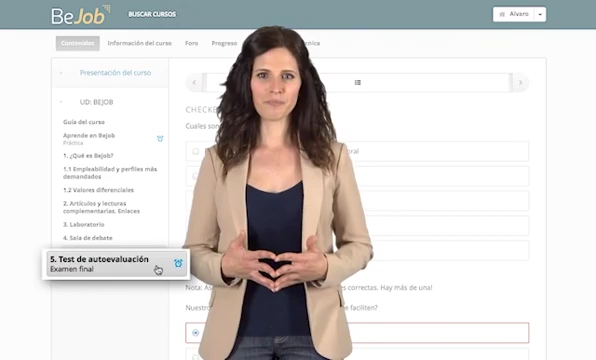 BeJob
BUSCAR CURSOS
Alvaro
Contenidos
Información del curso
Foro
Progreso
Presentación del curso
UD: BEJOB
Guía del curso
Aprende en Bejob
Práctica
1. ¿Qué es Bejob?
1.1 Empleabilidad y perfiles más
demandados
1.2 Valores diferenciales
2. Artículos y lecturas
complementarias. Enlaces
3. Laboratorio
4. Sala de debate
5. Test de autoevaluación
Examen final
CHECKE
Cuales son
Nota: As
es correctas. Hay más de una!
Nuestro
e faciliten?